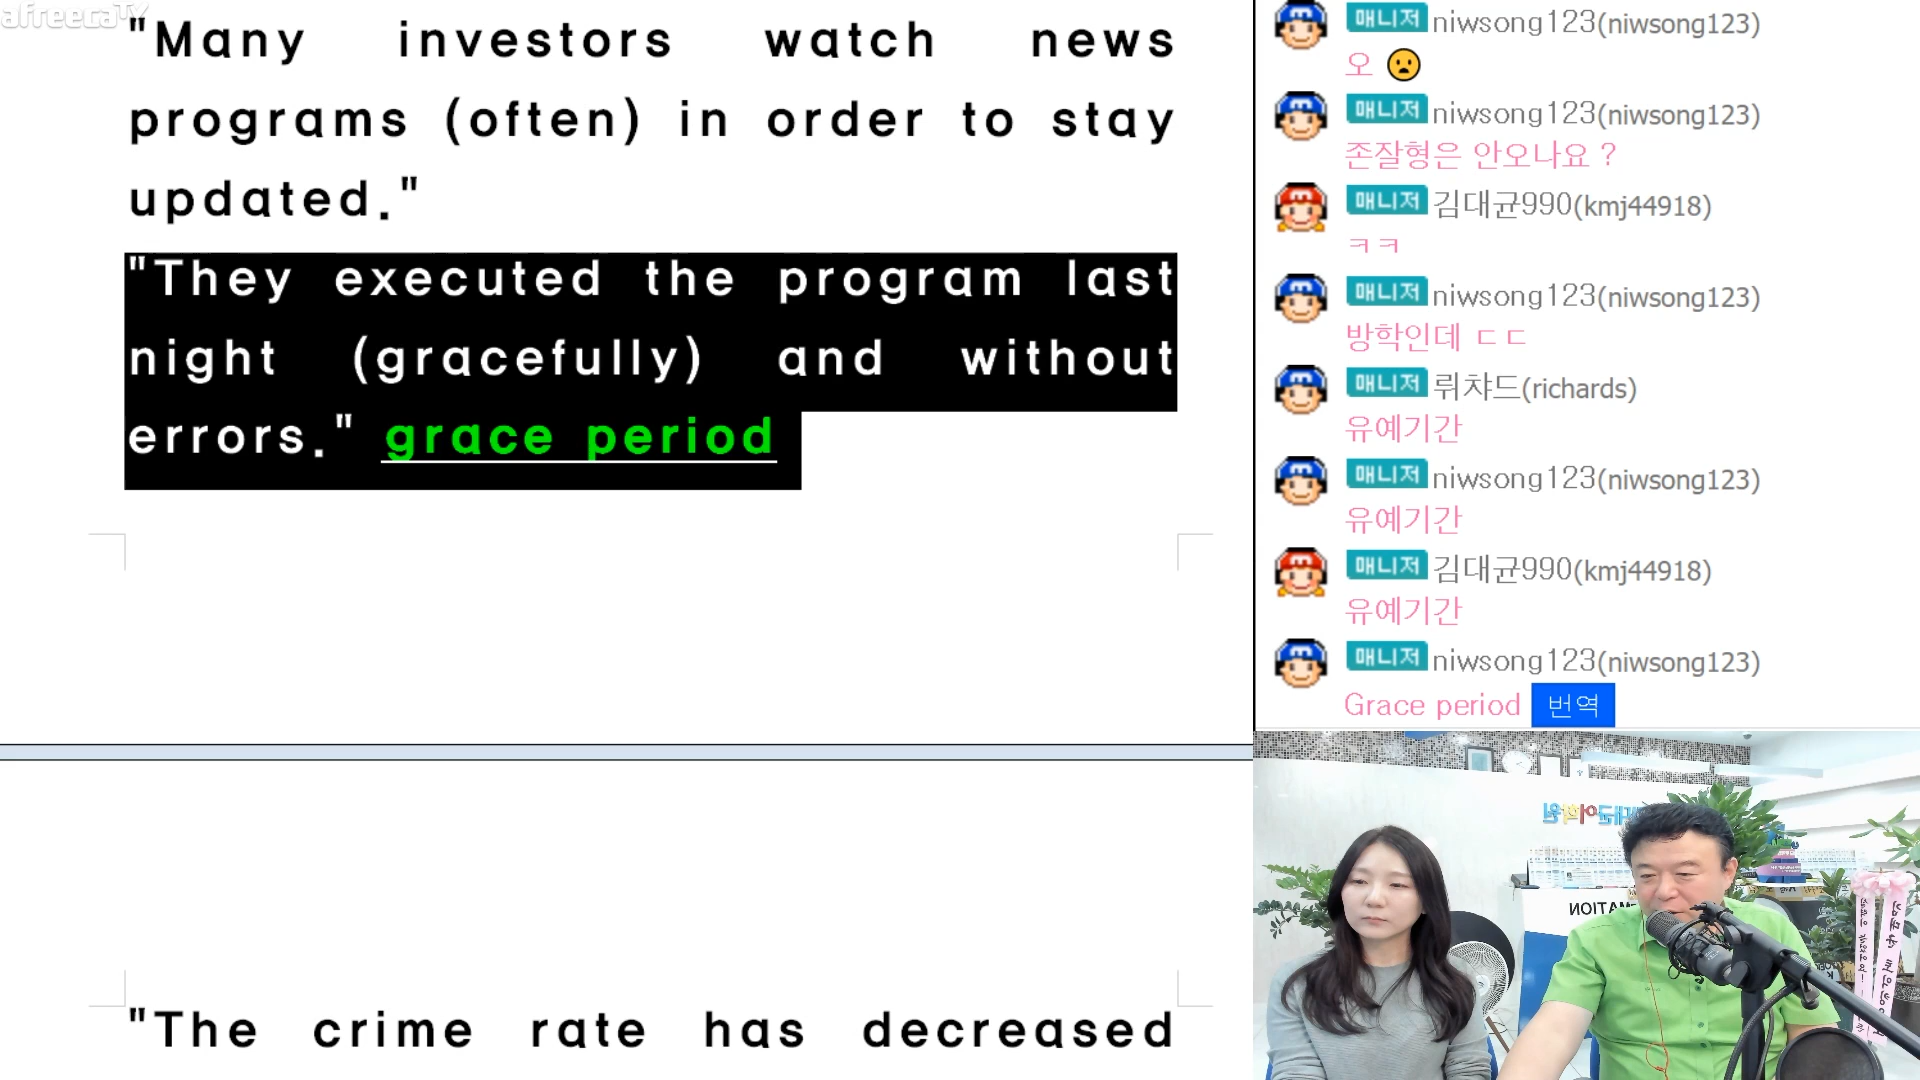 afreecaTV
"Many investors watch news
programs (often) in order to stay
updated."
"They executed the program last
night (gracefully) and without
errors." grace period
"The crime rate has decreased
매니저 niwsong123(niwsong123)
오 😦
매니저 niwsong123(niwsong123)
존잘형은 안오나요 ?
매니저 김대균990(kmj44918)
ㅋㅋ
매니저 niwsong123(niwsong123)
방학인데 ㄷㄷ
매니저 뤼챠드(richards)
유예기간
매니저 niwsong123(niwsong123)
유예기간
매니저 김대균990(kmj44918)
유예기간
매니저 niwsong123(niwsong123)
Grace period 번역